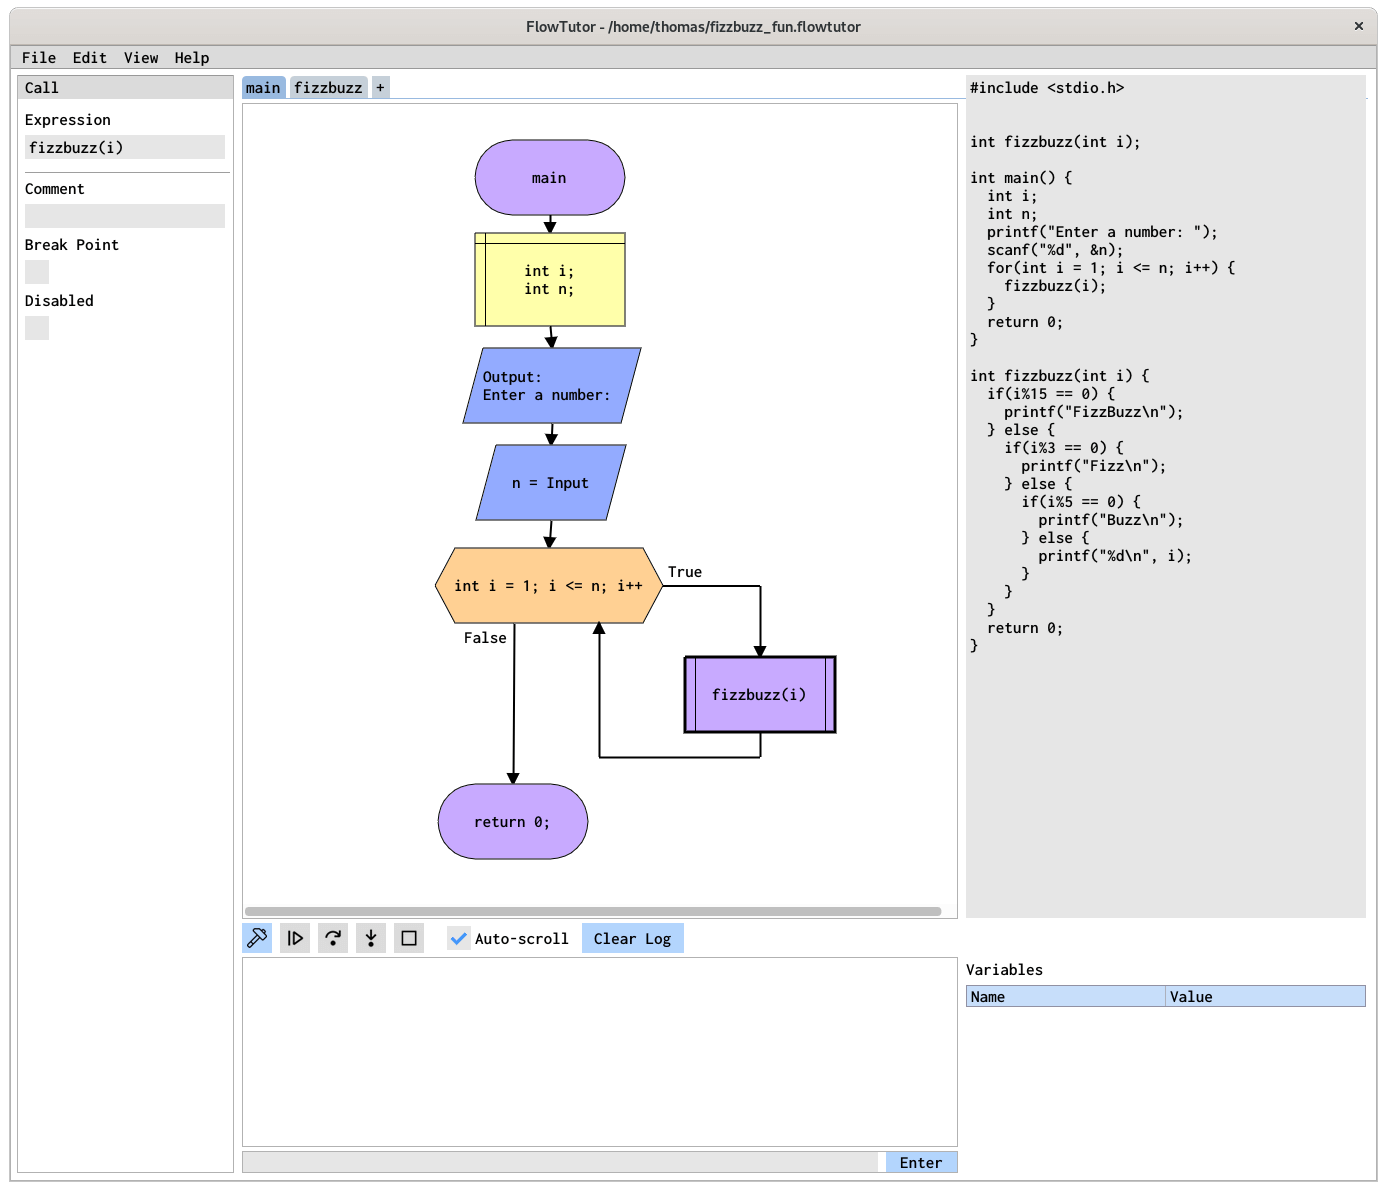 FlowTutor - /home/thomas/fizzbuzz_fun.flowtutor
×
File Edit View Help
Call
Expression
fizzbuzz(i)
Comment
Break Point
Disabled
main fizzbuzz +
main
int i;
int n;
Output:
Enter a number:
n = Input
int i = 1; i <= n; i++
True
False
fizzbuzz(i)
return 0;
#include <stdio.h>
int fizzbuzz(int i);
int main() {
  int i;
  int n;
  printf("Enter a number: ");
  scanf("%d", &n);
  for(int i = 1; i <= n; i++) {
    fizzbuzz(i);
  }
  return 0;
}
int fizzbuzz(int i) {
  if(i%15 == 0) {
    printf("FizzBuzz\n");
  } else {
    if(i%3 == 0) {
      printf("Fizz\n");
    } else {
      if(i%5 == 0) {
        printf("Buzz\n");
      } else {
        printf("%d\n", i);
      }
    }
  }
  return 0;
}
Auto-scroll Clear Log
Variables
Name Value
Enter